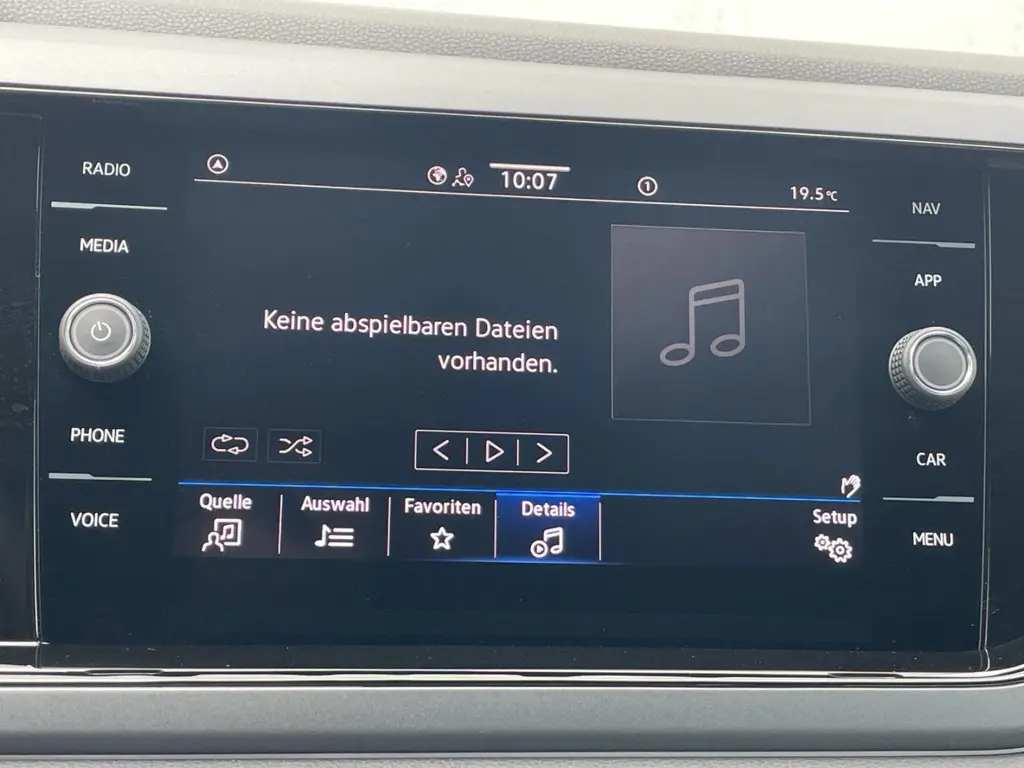 RADIO
MEDIA
PHONE
VOICE
10:07
1
19.5°C
Keine abspielbaren Dateien
vorhanden.
Quelle
Auswahl
Favoriten
Details
Setup
NAV
APP
CAR
MENU